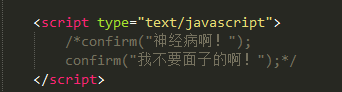 <script type="text/javascript">
/*confirm("神经病啊！");
confirm("我不要面子的啊！");*/
</script>